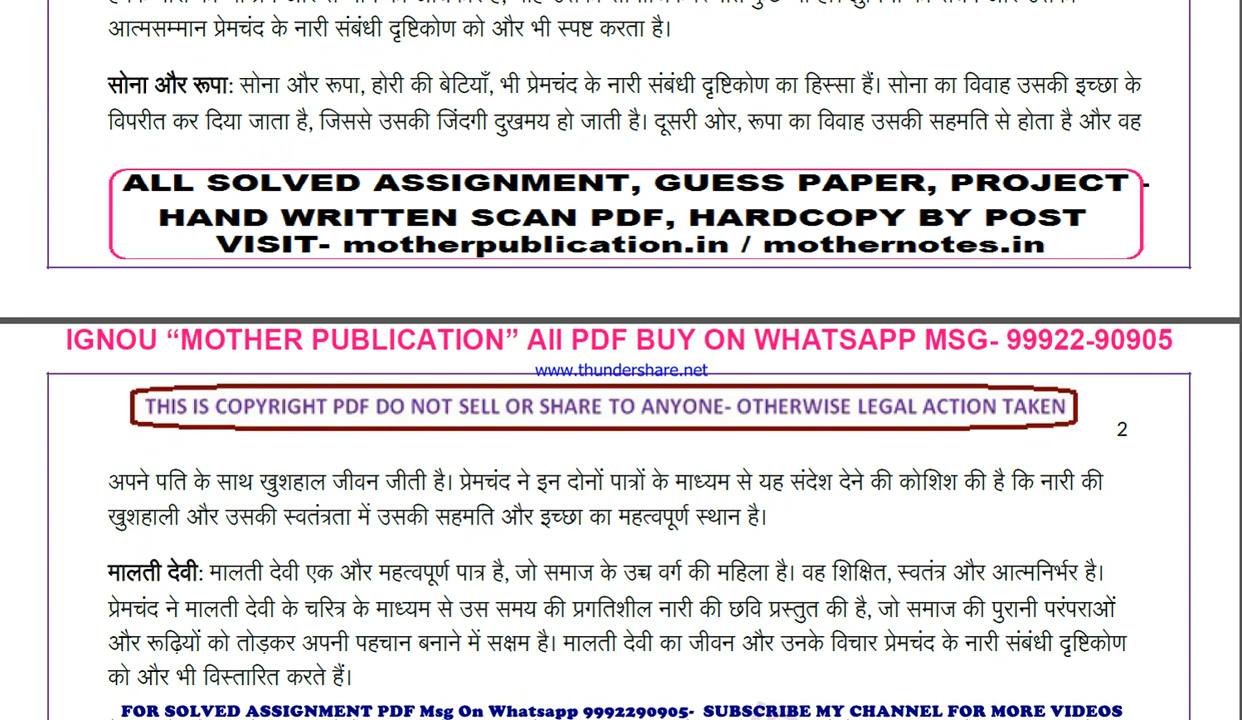 आत्मसम्मान प्रेमचंद के नारी संबंधी दृष्टिकोण को और भी स्पष्ट करता है।
सोना और रूपा: सोना और रूपा, होरी की बेटियाँ, भी प्रेमचंद के नारी संबंधी दृष्टिकोण का हिस्सा हैं। सोना का विवाह उसकी इच्छा के
विपरीत कर दिया जाता है, जिससे उसकी जिंदगी दुखमय हो जाती है। दूसरी ओर, रूपा का विवाह उसकी सहमति से होता है और वह
ALL SOLVED ASSIGNMENT, GUESS PAPER, PROJECT -
HAND WRITTEN SCAN PDF, HARDCOPY BY POST
VISIT- motherpublication.in / mothernotes.in
IGNOU “MOTHER PUBLICATION” All PDF BUY ON WHATSAPP MSG- 99922-90905
www.thundershare.net
THIS IS COPYRIGHT PDF DO NOT SELL OR SHARE TO ANYONE- OTHERWISE LEGAL ACTION TAKEN
2
अपने पति के साथ खुशहाल जीवन जीती है। प्रेमचंद ने इन दोनों पात्रों के माध्यम से यह संदेश देने की कोशिश की है कि नारी की
खुशहाली और उसकी स्वतंत्रता में उसकी सहमति और इच्छा का महत्वपूर्ण स्थान है।
मालती देवी: मालती देवी एक और महत्वपूर्ण पात्र है, जो समाज के उच्च वर्ग की महिला है। वह शिक्षित, स्वतंत्र और आत्मनिर्भर है।
प्रेमचंद ने मालती देवी के चरित्र के माध्यम से उस समय की प्रगतिशील नारी की छवि प्रस्तुत की है, जो समाज की पुरानी परंपराओं
और रूढ़ियों को तोड़कर अपनी पहचान बनाने में सक्षम है। मालती देवी का जीवन और उनके विचार प्रेमचंद के नारी संबंधी दृष्टिकोण
को और भी विस्तारित करते हैं।
FOR SOLVED ASSIGNMENT PDF Msg On Whatsapp 9992290905- SUBSCRIBE MY CHANNEL FOR MORE VIDEOS